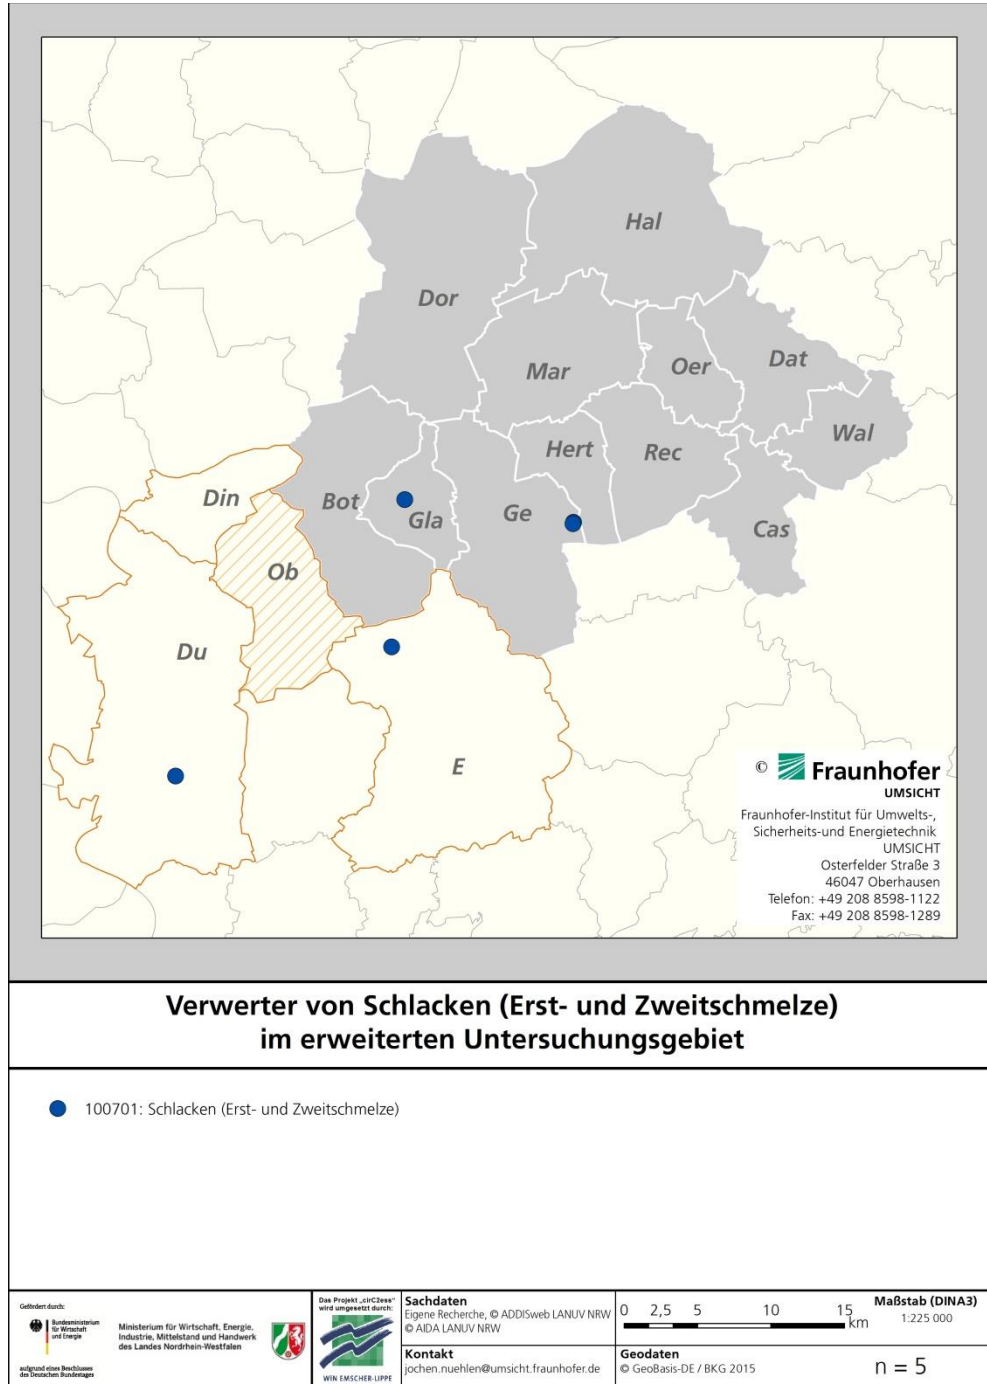 Hal
Dor
Mar
Oer
Dat
Wal
Hert
Rec
Din
Bot
Gla
Ge
Cas
Ob
Du
E
© Fraunhofer
UMSICHT
Fraunhofer-Institut für Umwelts-,
Sicherheits-und Energietechnik
UMSICHT
Osterfelder Straße 3
46047 Oberhausen
Telefon: +49 208 8598-1122
Fax: +49 208 8598-1289
Verwerter von Schlacken (Erst- und Zweitschmelze)
im erweiterten Untersuchungsgebiet
100701: Schlacken (Erst- und Zweitschmelze)
Gefördert durch:
Bundesministerium
für Wirtschaft
und Energie
aufgrund eines Beschlusses
des Deutschen Bundestages
Ministerium für Wirtschaft, Energie,
Industrie, Mittelstand und Handwerk
des Landes Nordrhein-Westfalen
Das Projekt „cirC2ess"
wird umgesetzt durch:
WiN EMSCHER-LIPPE
Sachdaten
Eigene Recherche, © ADDISweb LANUV NRW
© AIDA LANUV NRW
Kontakt
jochen.nuehlen@umsicht.fraunhofer.de
0 2,5 5 10 15
km
Maßstab (DINA3)
1:225 000
Geodaten
© GeoBasis-DE / BKG 2015
n = 5